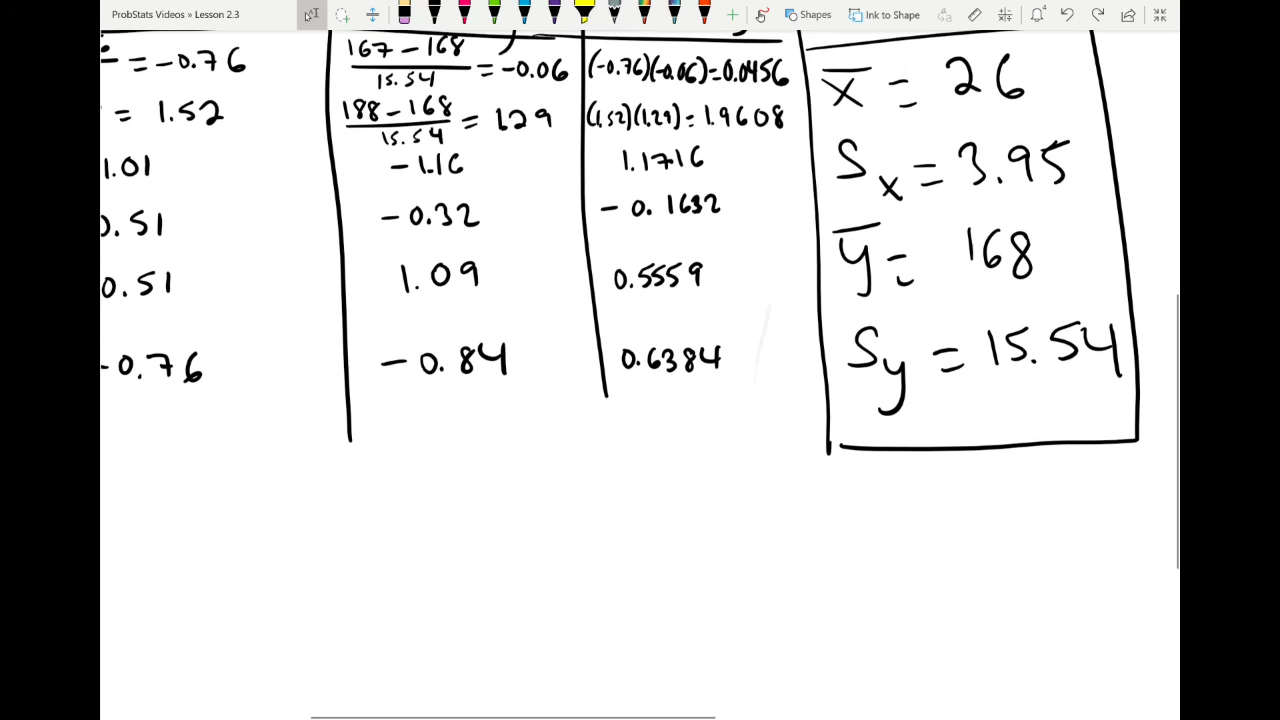 ProbStats Videos » Lesson 2.3
Shapes
Ink to Shape
= -0.76
167 - 168 / 15.54 = -0.06
(-0.76)(-0.06) = 0.0456
= 1.52
188 - 168 / 15.54 = 1.29
(1.52)(1.29) = 1.9608
1.01
-1.16
1.1716
0.51
-0.32
- 0.1632
0.51
1.09
0.5559
-0.76
-0.84
0.6384
x̄ = 26
Sx = 3.95
ȳ = 168
Sy = 15.54